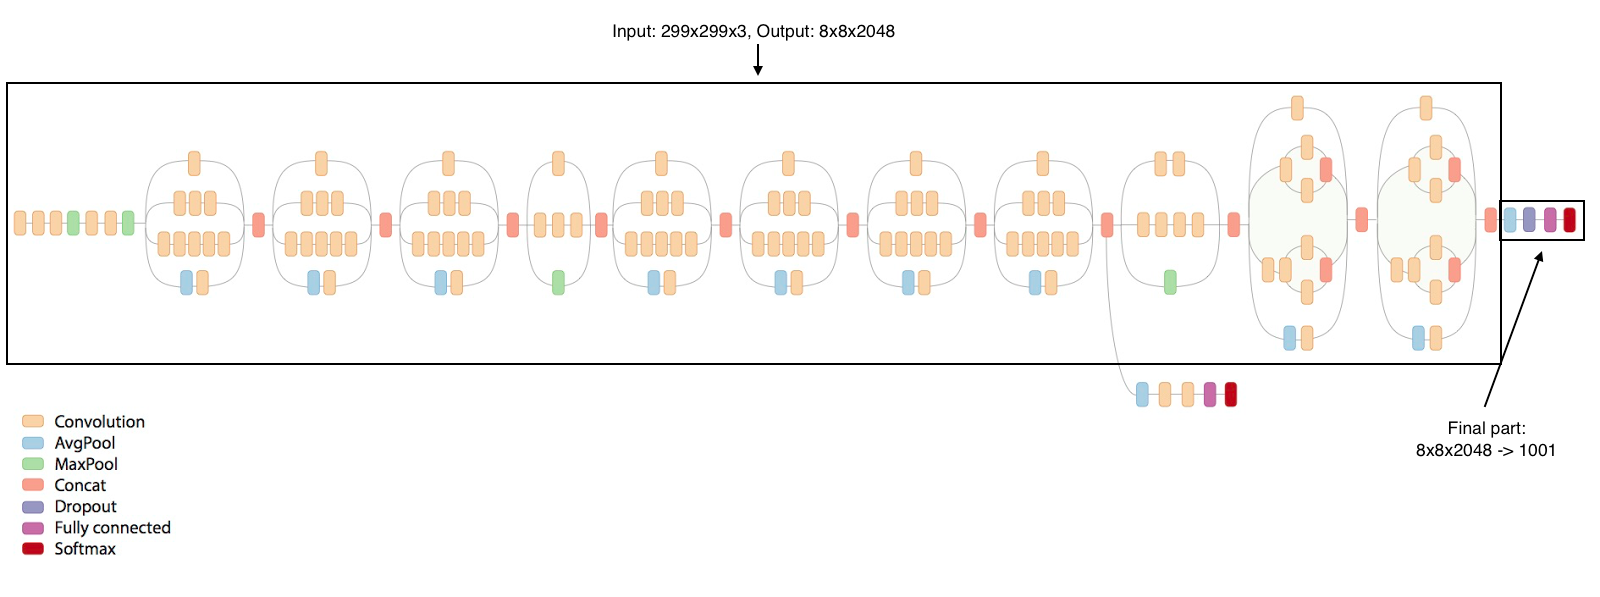 Input: 299x299x3, Output: 8x8x2048
Convolution
AvgPool
MaxPool
Concat
Dropout
Fully connected
Softmax
Final part:
8x8x2048 -> 1001